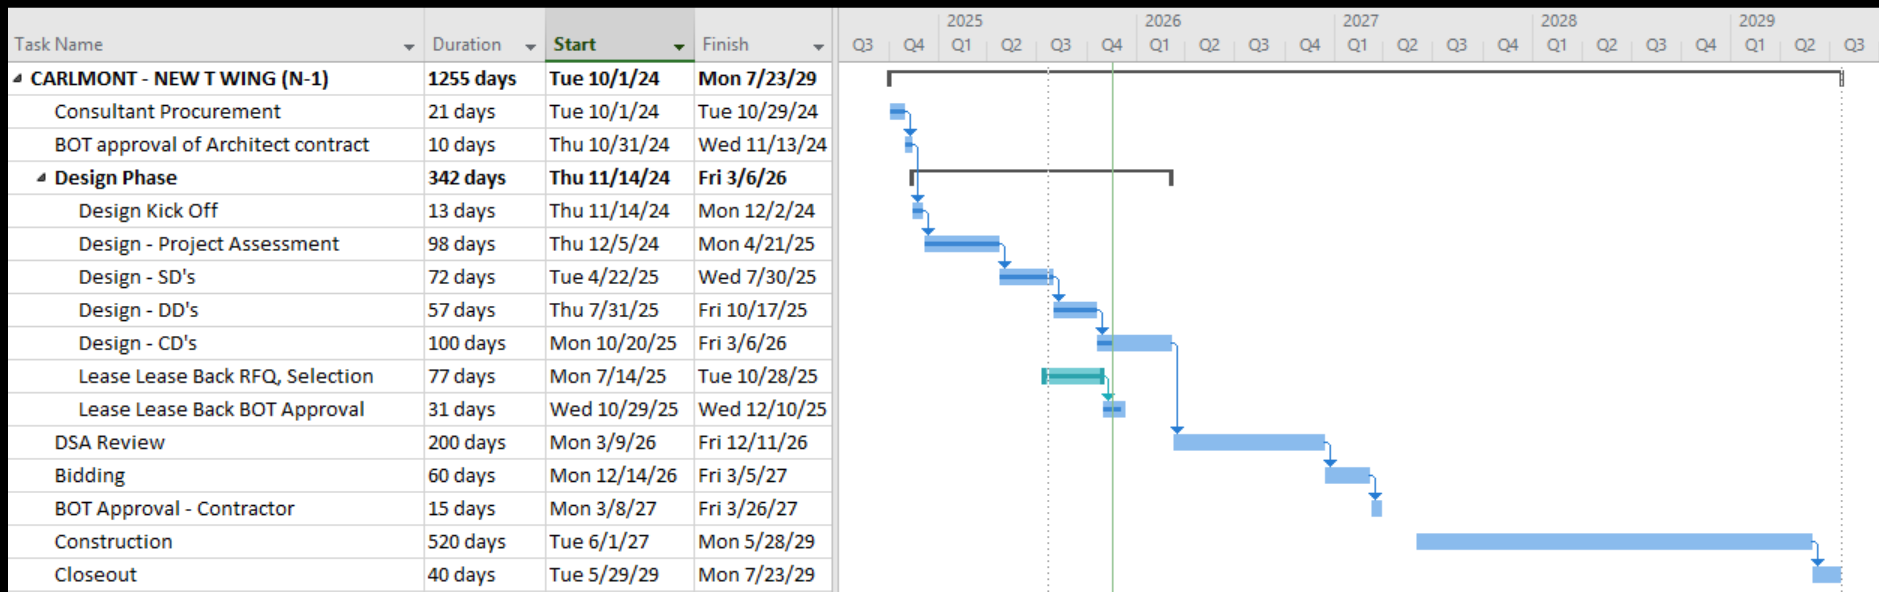 2025 2026 2027 2028 2029
Task Name Duration Start Finish Q3 Q4 Q1 Q2 Q3 Q4 Q1 Q2 Q3 Q4 Q1 Q2 Q3 Q4 Q1 Q2 Q3 Q4 Q1 Q2 Q3
CARLMONT - NEW T WING (N-1) 1255 days Tue 10/1/24 Mon 7/23/29
Consultant Procurement 21 days Tue 10/1/24 Tue 10/29/24
BOT approval of Architect contract 10 days Thu 10/31/24 Wed 11/13/24
Design Phase 342 days Thu 11/14/24 Fri 3/6/26
Design Kick Off 13 days Thu 11/14/24 Mon 12/2/24
Design - Project Assessment 98 days Thu 12/5/24 Mon 4/21/25
Design - SD's 72 days Tue 4/22/25 Wed 7/30/25
Design - DD's 57 days Thu 7/31/25 Fri 10/17/25
Design - CD's 100 days Mon 10/20/25 Fri 3/6/26
Lease Lease Back RFQ, Selection 77 days Mon 7/14/25 Tue 10/28/25
Lease Lease Back BOT Approval 31 days Wed 10/29/25 Wed 12/10/25
DSA Review 200 days Mon 3/9/26 Fri 12/11/26
Bidding 60 days Mon 12/14/26 Fri 3/5/27
BOT Approval - Contractor 15 days Mon 3/8/27 Fri 3/26/27
Construction 520 days Tue 6/1/27 Mon 5/28/29
Closeout 40 days Tue 5/29/29 Mon 7/23/29